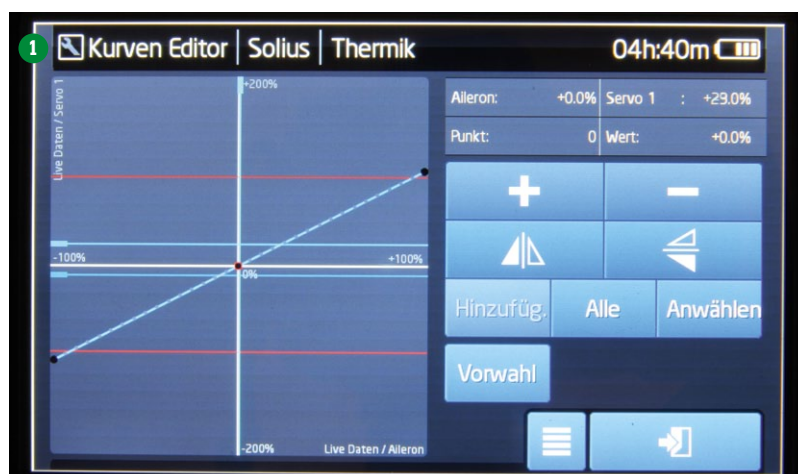 1
Kurven Editor | Solius | Thermik 04h:40m
Live Daten / Servo 1
+200%
-100%
+100%
0%
-200%
Live Daten / Aileron
Aileron: +0.0% Servo 1 : +29.0%
Punkt: 0 Wert: +0.0%
Hinzufüg. Alle Anwählen
Vorwahl